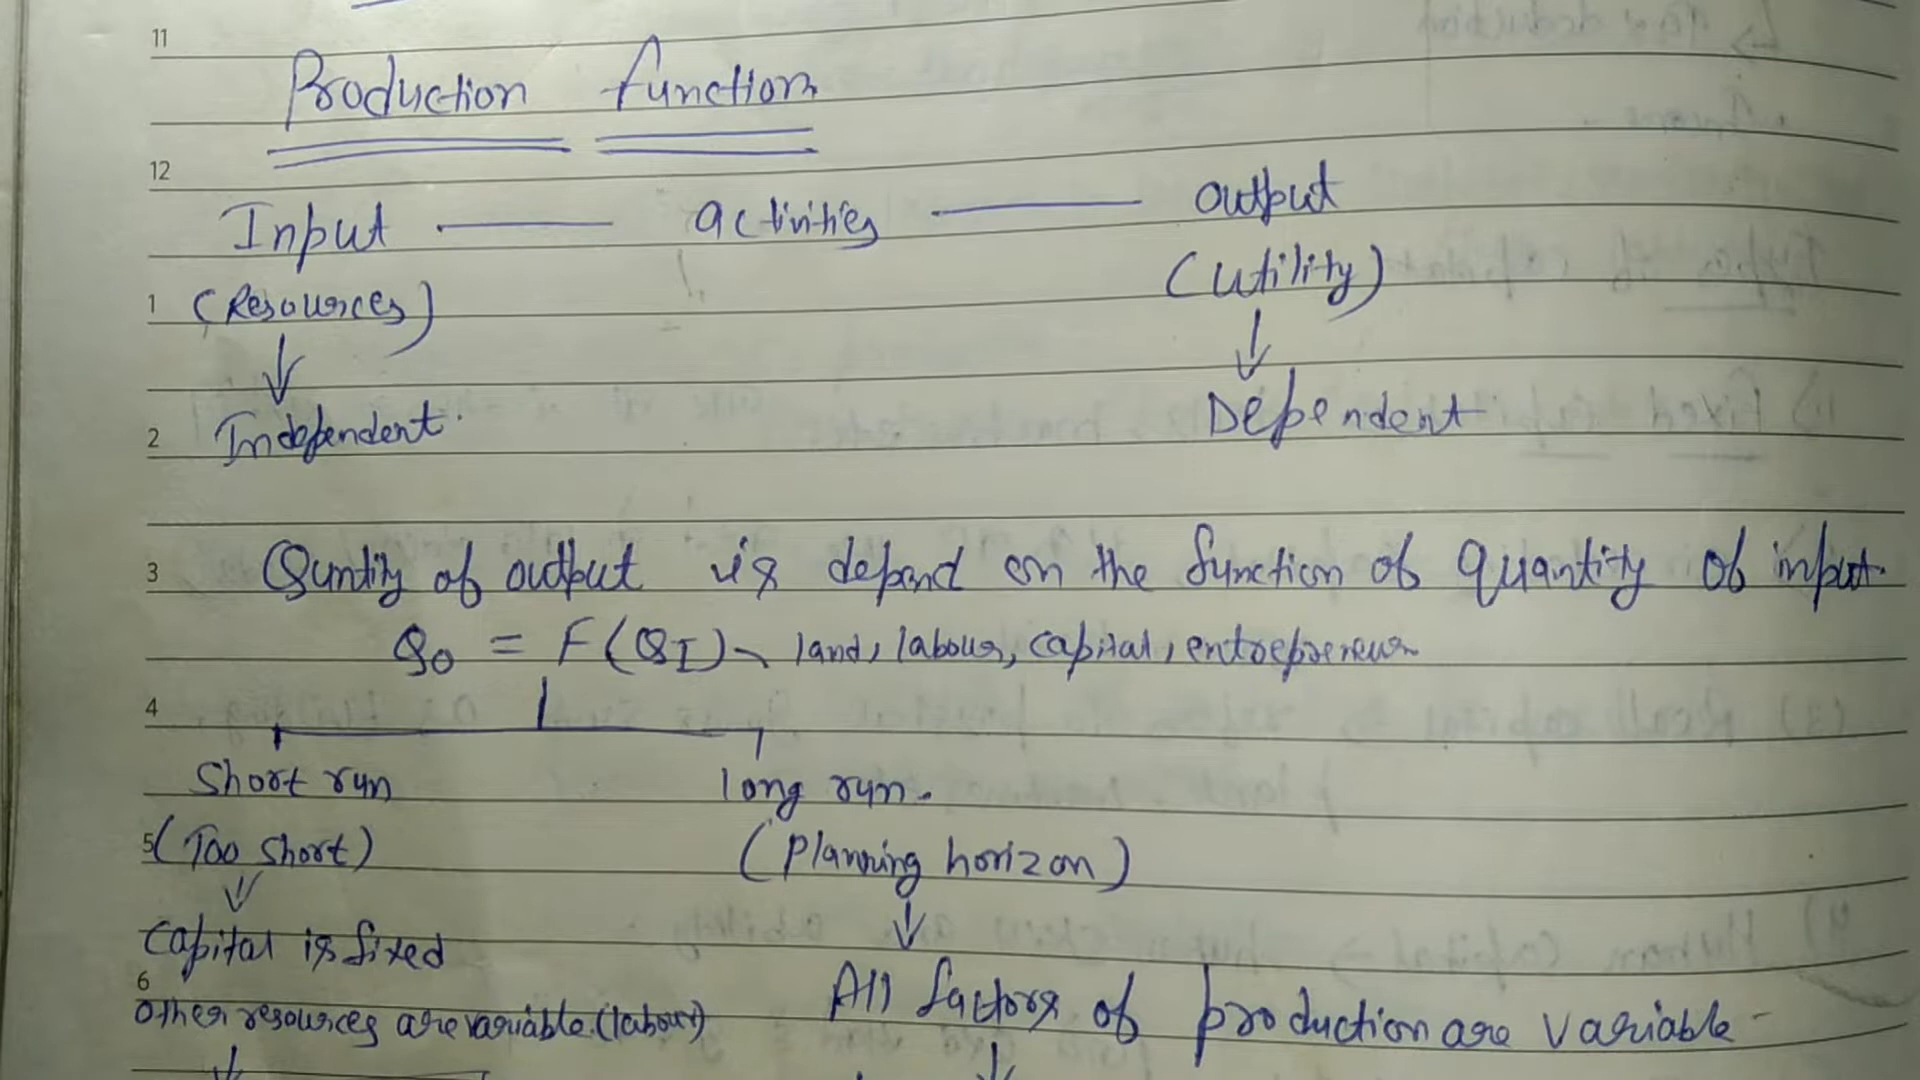 11
Production function
12
Input — activities — output
(Resources) (utility)
1
↓ ↓
Independent Dependent
2
3
Quntity of output is depend on the function of quantity of input.
Qo = F(QI) land, labour, capital, entrepreneur
4
Short run long run.
5
(Too short) (Planning horizon)
↓ ↓
Capital is fixed
6
other resources are variable (labour) All factors of production are variable